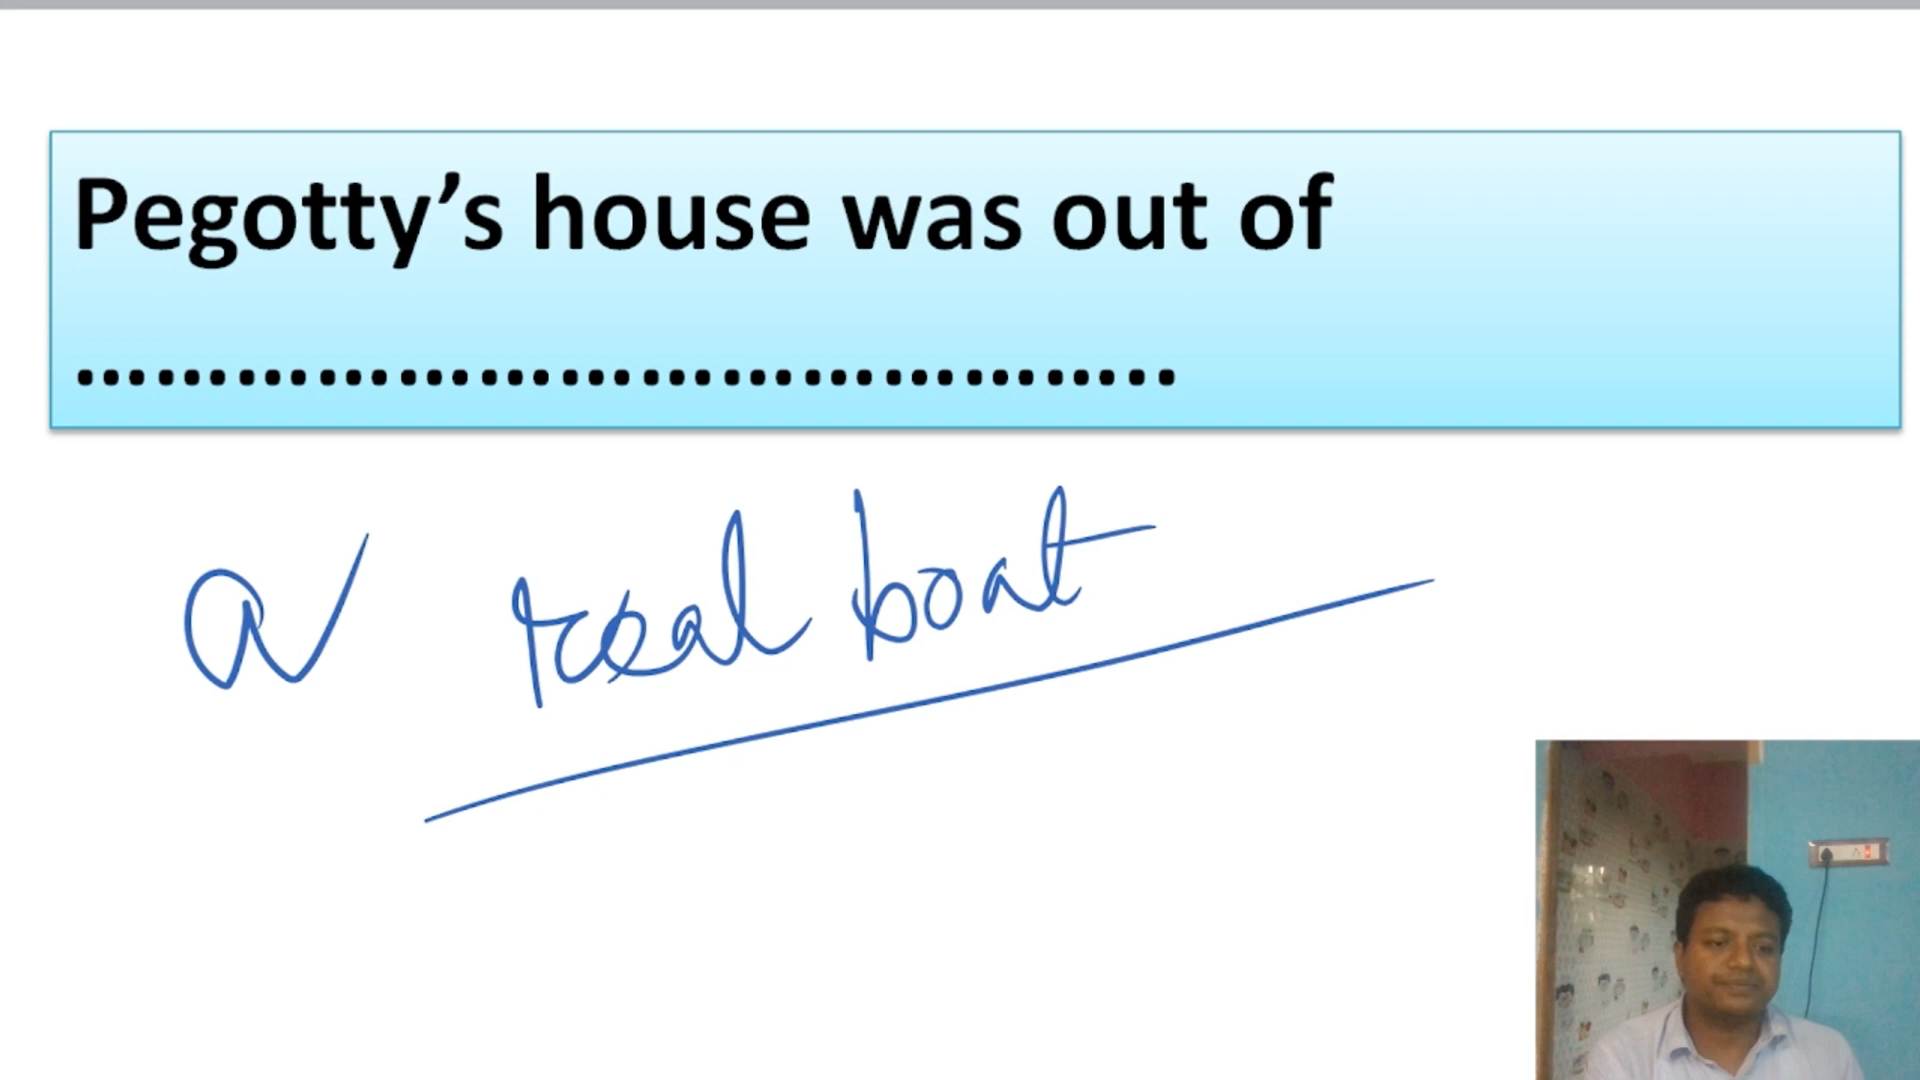 Pegotty’s house was out of
…………………………………….
a real boat